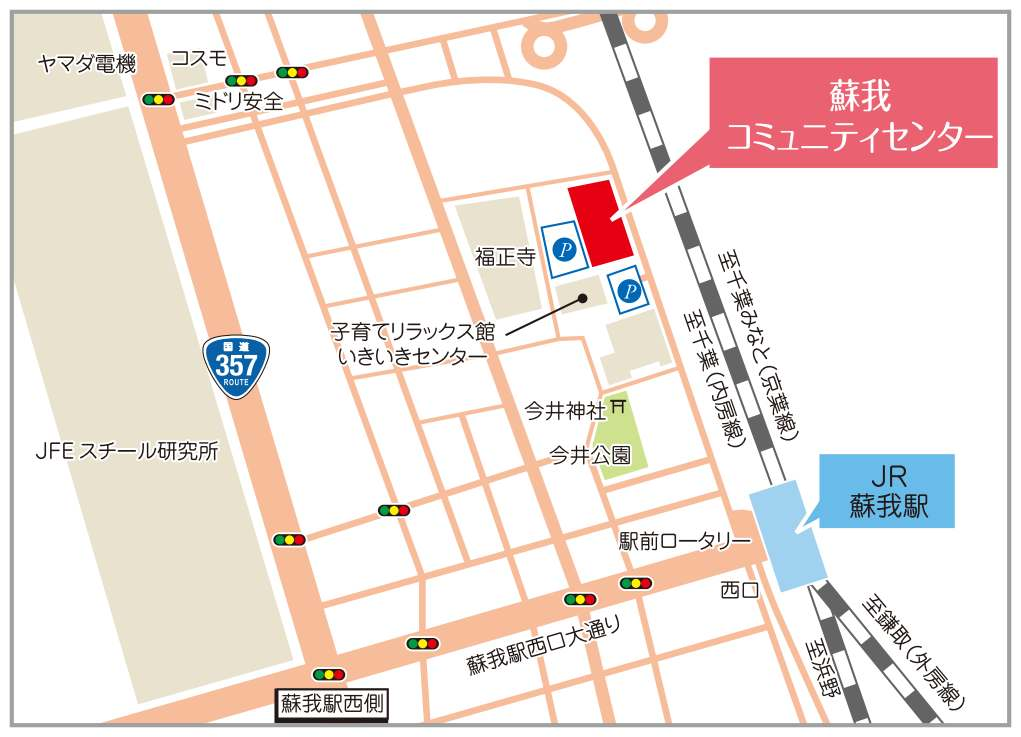 ヤマダ電機
コスモ
ミドリ安全
蘇我
コミュニティセンター
P
福正寺
P
子育てリラックス館
いきいきセンター
至千葉みなと（京葉線）
至千葉（内房線）
国道
357
ROUTE
今井神社
今井公園
JFE スチール研究所
JR
蘇我駅
駅前ロータリー
西口
蘇我駅西口大通り
至鎌取（外房線）
至浜野
蘇我駅西側